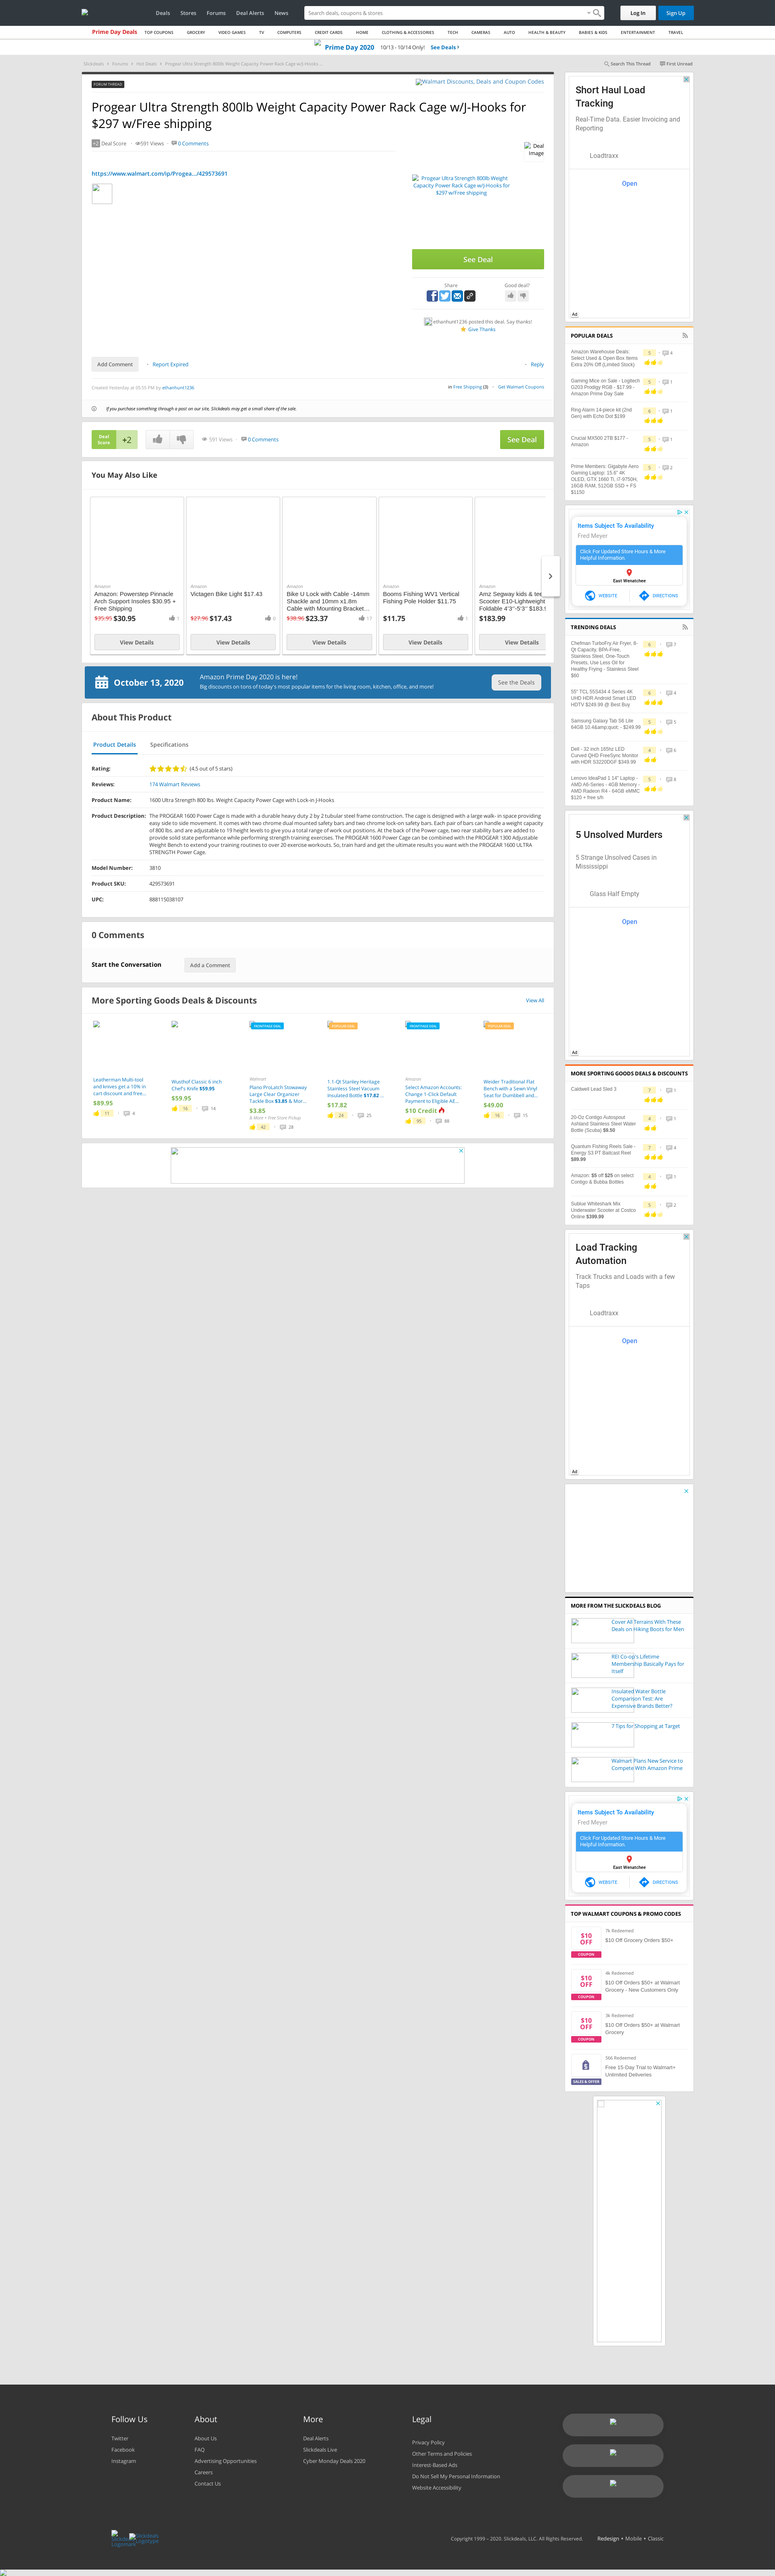 Deals Stores Forums Deal Alerts News
Search deals, coupons & stores
Log In Sign Up
Prime Day Deals TOP COUPONS GROCERY VIDEO GAMES TV COMPUTERS CREDIT CARDS HOME CLOTHING & ACCESSORIES TECH CAMERAS AUTO HEALTH & BEAUTY BABIES & KIDS ENTERTAINMENT TRAVEL
Prime Day 2020 10/13 - 10/14 Only! See Deals
Slickdeals Forums Hot Deals Progear Ultra Strength 800lb Weight Capacity Power Rack Cage w/J-Hooks...
Search This Thread First Unread
FORUM THREAD
Walmart Discounts, Deals and Coupon Codes
Progear Ultra Strength 800lb Weight Capacity Power Rack Cage w/J-Hooks for $297 w/Free shipping
+2 Deal Score 591 Views 0 Comments
Deal Image
https://www.walmart.com/ip/Progea.../429573691
Progear Ultra Strength 800lb Weight Capacity Power Rack Cage w/J-Hooks for $297 w/Free shipping
See Deal
Share Good deal?
ethanhunt1236 posted this deal. Say thanks!
Give Thanks
Add Comment Report Expired Reply
in Free Shipping (3) Get Walmart Coupons
If you purchase something through a post on our site, Slickdeals may get a small share of the sale.
Deal Score +2 591 Views 0 Comments See Deal
You May Also Like
Amazon
Amazon: Powerstep Pinnacle Arch Support Insoles $30.95 + Free Shipping
$35.95 $30.95
View Details
Amazon
Victagen Bike Light $17.43
$27.96 $17.43
View Details
Amazon
Bike U Lock with Cable -14mm Shackle and 10mm x1.8m Cable with Mounting Bracket...
$38.96 $23.37 17
View Details
Amazon
Booms Fishing WV1 Vertical Fishing Pole Holder $11.75
$11.75
View Details
Amazon
$183.99
View Details
October 13, 2020
Amazon Prime Day 2020 is here!
Big discounts on tons of today's most popular items for the living room, kitchen, office, and more!
See the Deals
About This Product
Product Details Specifications
Rating: (4.5 out of 5 stars)
Reviews: 174 Walmart Reviews
Product Name: 1600 Ultra Strength 800 lbs. Weight Capacity Power Cage with Lock-in J-Hooks
Product Description: The PROGEAR 1600 Power Cage is made with a durable heavy duty 2 by 2 tubular steel frame construction. The cage is designed with a large walk- in space providing easy side to side movement. It comes with two chrome dual mounted safety bars and two chrome lock-on safety catches. Each pair of bars can handle a weight capacity of 800 lbs. and are adjustable to 19 height levels to give you a total range of work out positions. At the back of the Power cage, two rear stability bars are added to provide solid state performance while performing strength training exercises. The PROGEAR 1600 Power Cage can be combined with the PROGEAR 1300 Adjustable Weight Bench to extend your training routines to over 20 exercise workouts. So, train hard and get the ultimate results you want with the PROGEAR 1600 ULTRA STRENGTH Power Cage.
Model Number: 3810
Product SKU: 429573691
UPC: 888115038107
0 Comments
Start the Conversation Add a Comment
More Sporting Goods Deals & Discounts View All
Leatherman Multi-tool and knives get a 10% in cart discount and free...
$89.95
11 4
Wusthof Classic 6 inch Chef's Knife $59.95
$59.95
16 14
FRONTPAGE DEAL
Walmart
Plano ProLatch Stowaway Large Clear Organizer Tackle Box $3.85 & Mor...
$3.85
& More + Free Store Pickup
42 28
POPULAR DEAL
1.1-Qt Stanley Heritage Stainless Steel Vacuum Insulated Bottle $17.82 ...
$17.82
24 25
FRONTPAGE DEAL
Amazon
Select Amazon Accounts: Change 1-Click Default Payment to Eligible AE...
$10 Credit
95 88
POPULAR DEAL
Weider Traditional Flat Bench with a Sewn Vinyl Seat for Dumbbell and...
$49.00
16 15
Short Haul Load Tracking
Real-Time Data. Easier Invoicing and Reporting
Loadtraxx
Open
Ad
POPULAR DEALS
Amazon Warehouse Deals: Select Used & Open Box Items Extra 20% Off (Limited Stock) 5 4
Gaming Mice on Sale - Logitech G203 Prodigy RGB - $17.99 - Amazon Prime Day Sale 5 1
Ring Alarm 14-piece kit (2nd Gen) with Echo Dot $199 6 1
Crucial MX500 2TB $177 - Amazon 5 1
Prime Members: Gigabyte Aero Gaming Laptop: 15.6" 4K OLED, GTX 1660 Ti, i7-9750H, 16GB RAM, 512GB SSD + FS $1150 5 2
Items Subject To Availability
Fred Meyer
Click For Updated Store Hours & More Helpful Information.
East Wenatchee
WEBSITE DIRECTIONS
TRENDING DEALS
Chefman TurboFry Air Fryer, 8-Qt Capacity, BPA-Free, Stainless Steel, One-Touch Presets, Use Less Oil for Healthy Frying - Stainless Steel $80 6 7
55" TCL 55S434 4 Series 4K UHD HDR Android Smart LED HDTV $249.99 @ Best Buy 6 4
Samsung Galaxy Tab S6 Lite 64GB 10.4&amp;quot; - $249.99 5 5
Dell - 32 inch 165hz LED Curved QHD FreeSync Monitor with HDR S3220DGF $349.99 4 6
Lenovo IdeaPad 1 14" Laptop - AMD A6-Series - 4GB Memory - AMD Radeon R4 - 64GB eMMC $120 + free s/h 5 8
5 Unsolved Murders
5 Strange Unsolved Cases in Mississippi
Glass Half Empty
Open
Ad
MORE SPORTING GOODS DEALS & DISCOUNTS
Caldwell Lead Sled 3 7 1
20-Oz Contigo Autospout Ashland Stainless Steel Water Bottle (Scuba) $9.50 4 1
Quantum Fishing Reels Sale - Energy S3 PT Baitcast Reel $89.99 7 4
Amazon: $5 off $25 on select Contigo & Bubba Bottles 4 1
Sublue Whiteshark Mix Underwater Scooter at Costco Online $399.99 5 2
Load Tracking Automation
Track Trucks and Loads with a few Taps
Loadtraxx
Open
Ad
MORE FROM THE SLICKDEALS BLOG
Cover All Terrains With These Deals on Hiking Boots for Men
REI Co-op's Lifetime Membership Basically Pays for Itself
Insulated Water Bottle Comparison Test: Are Expensive Brands Better?
7 Tips for Shopping at Target
Walmart Plans New Service to Compete With Amazon Prime
Items Subject To Availability
Fred Meyer
Click For Updated Store Hours & More Helpful Information.
East Wenatchee
WEBSITE DIRECTIONS
TOP WALMART COUPONS & PROMO CODES
$10 OFF COUPON 7k Redeemed
$10 Off Grocery Orders $50+
$10 OFF COUPON 4k Redeemed
$10 Off Orders $50+ at Walmart Grocery - New Customers Only
$10 OFF COUPON 3k Redeemed
$10 Off Orders $50+ at Walmart Grocery
SALES & OFFER 566 Redeemed
Free 15-Day Trial to Walmart+ Unlimited Deliveries
Follow Us
Twitter
Facebook
Instagram
About
About Us
FAQ
Advertising Opportunities
Careers
Contact Us
More
Deal Alerts
Slickdeals Live
Cyber Monday Deals 2020
Legal
Privacy Policy
Other Terms and Policies
Interest-Based Ads
Do Not Sell My Personal Information
Website Accessibility
Slickdeals Logomark Slickdeals Logotype
Copyright 1999 - 2020. Slickdeals, LLC. All Rights Reserved. Redesign • Mobile • Classic